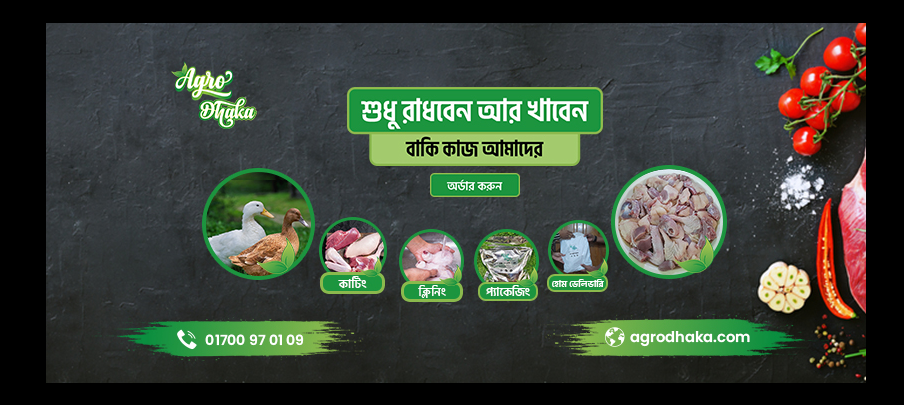 Agro
Dhaka
শুধু রাধবেন আর খাবেন
বাকি কাজ আমাদের
অর্ডার করুন
কাটিং
ক্লিনিং
প্যাকেজিং
হোম ডেলিভারি
01700 97 01 09
agrodhaka.com